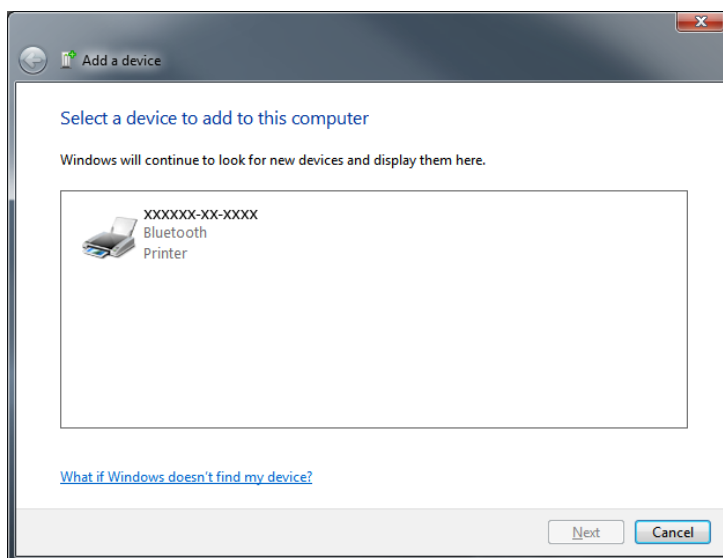 Add a device
Select a device to add to this computer
Windows will continue to look for new devices and display them here.
XXXXXX-XX-XXXX
Bluetooth
Printer
What if Windows doesn't find my device?
Next
Cancel